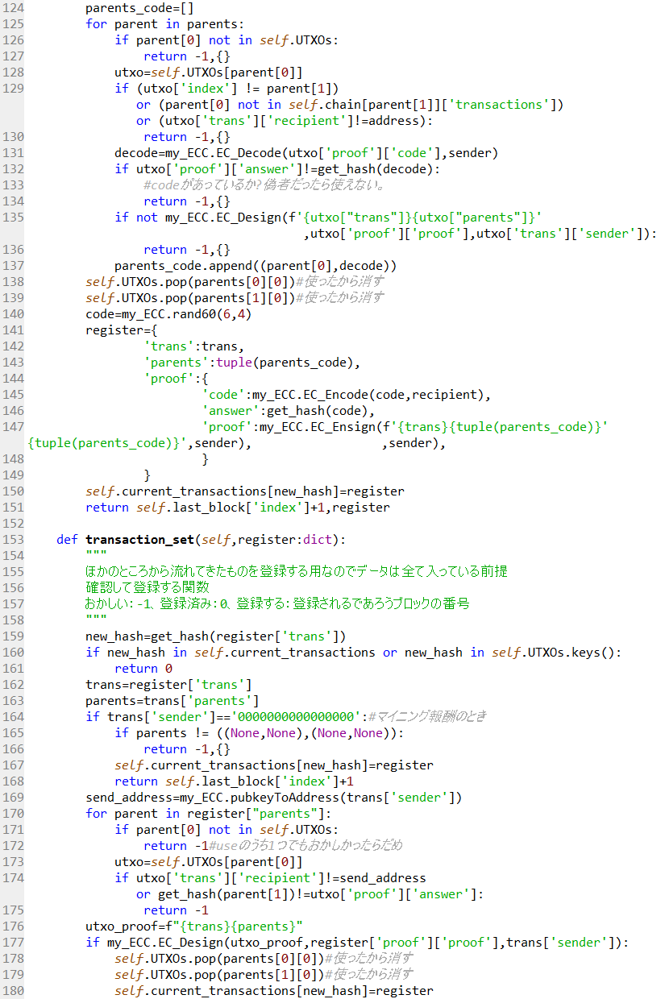 124 parents_code=[]
125 for parent in parents:
126 if parent[0] not in self.UTXOs:
127 return -1,{}
128 utxo=self.UTXOs[parent[0]]
129 if (utxo['index'] != parent[1])
or (parent[0] not in self.chain[parent[1]]['transactions'])
or (utxo['trans']['recipient']!=address):
130 return -1,{}
131 decode=my_ECC.EC_Decode(utxo['proof']['code'],sender)
132 if utxo['proof']['answer']!=get_hash(decode):
133 #codeがあっているか?偽者だったら使えない。
134 return -1,{}
135 if not my_ECC.EC_Design(f'{utxo["trans"]}{utxo["parents"]}'
,utxo['proof']['proof'],utxo['trans']['sender']):
136 return -1,{}
137 parents_code.append((parent[0],decode))
138 self.UTXOs.pop(parents[0][0])#使ったから消す
139 self.UTXOs.pop(parents[1][0])#使ったから消す
140 code=my_ECC.rand60(6,4)
141 register={
142 'trans':trans,
143 'parents':tuple(parents_code),
144 'proof':{
145 'code':my_ECC.EC_Encode(code,recipient),
146 'answer':get_hash(code),
147 'proof':my_ECC.EC_Ensign(f'{trans}{tuple(parents_code)}'
{tuple(parents_code)}',sender), ,sender),
148 }
149 }
150 self.current_transactions[new_hash]=register
151 return self.last_block['index']+1,register
152
153 def transaction_set(self,register:dict):
154 """
155 ほかのところから流れてきたものを登録する用なのでデータは全て入っている前提
156 確認して登録する関数
157 おかしい:-1、登録済み:0、登録する:登録されるであろうブロックの番号
158 """
159 new_hash=get_hash(register['trans'])
160 if new_hash in self.current_transactions or new_hash in self.UTXOs.keys():
161 return 0
162 trans=register['trans']
163 parents=trans['parents']
164 if trans['sender']=='0000000000000000':#マイニング報酬のとき
165 if parents != ((None,None),(None,None)):
166 return -1,{}
167 self.current_transactions[new_hash]=register
168 return self.last_block['index']+1
169 send_address=my_ECC.pubkeyToAddress(trans['sender'])
170 for parent in register["parents"]:
171 if parent[0] not in self.UTXOs:
172 return -1#useのうち1つでもおかしかったらだめ
173 utxo=self.UTXOs[parent[0]]
174 if utxo['trans']['recipient']!=send_address
or get_hash(parent[1])!=utxo['proof']['answer']:
175 return -1
176 utxo_proof=f"{trans}{parents}"
177 if my_ECC.EC_Design(utxo_proof,register['proof']['proof'],trans['sender']):
178 self.UTXOs.pop(parents[0][0])#使ったから消す
179 self.UTXOs.pop(parents[1][0])#使ったから消す
180 self.current_transactions[new_hash]=register